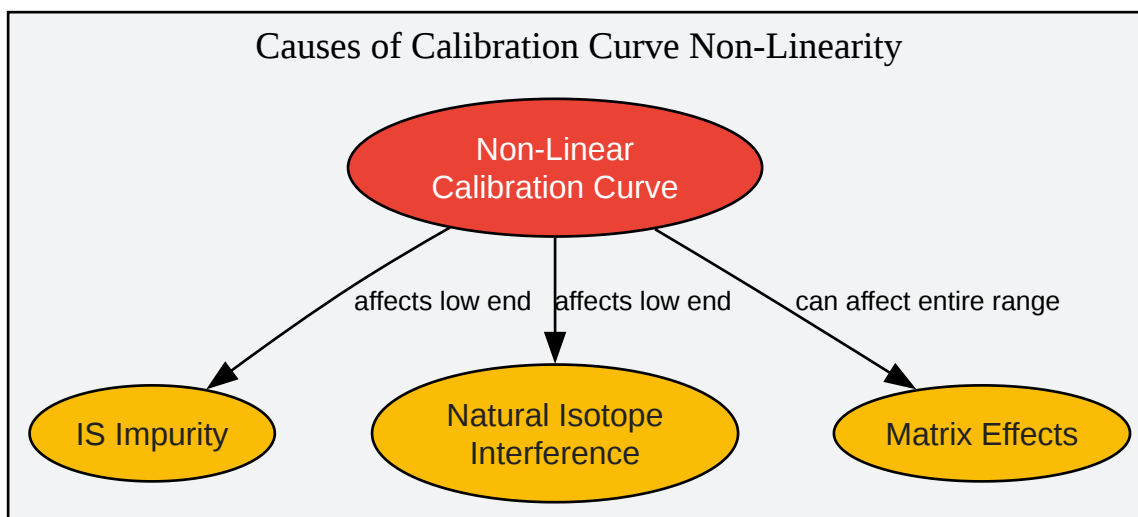 Causes of Calibration Curve Non-Linearity
Non-Linear
Calibration Curve
affects low end
affects low end
can affect entire range
IS Impurity
Natural Isotope
Interference
Matrix Effects